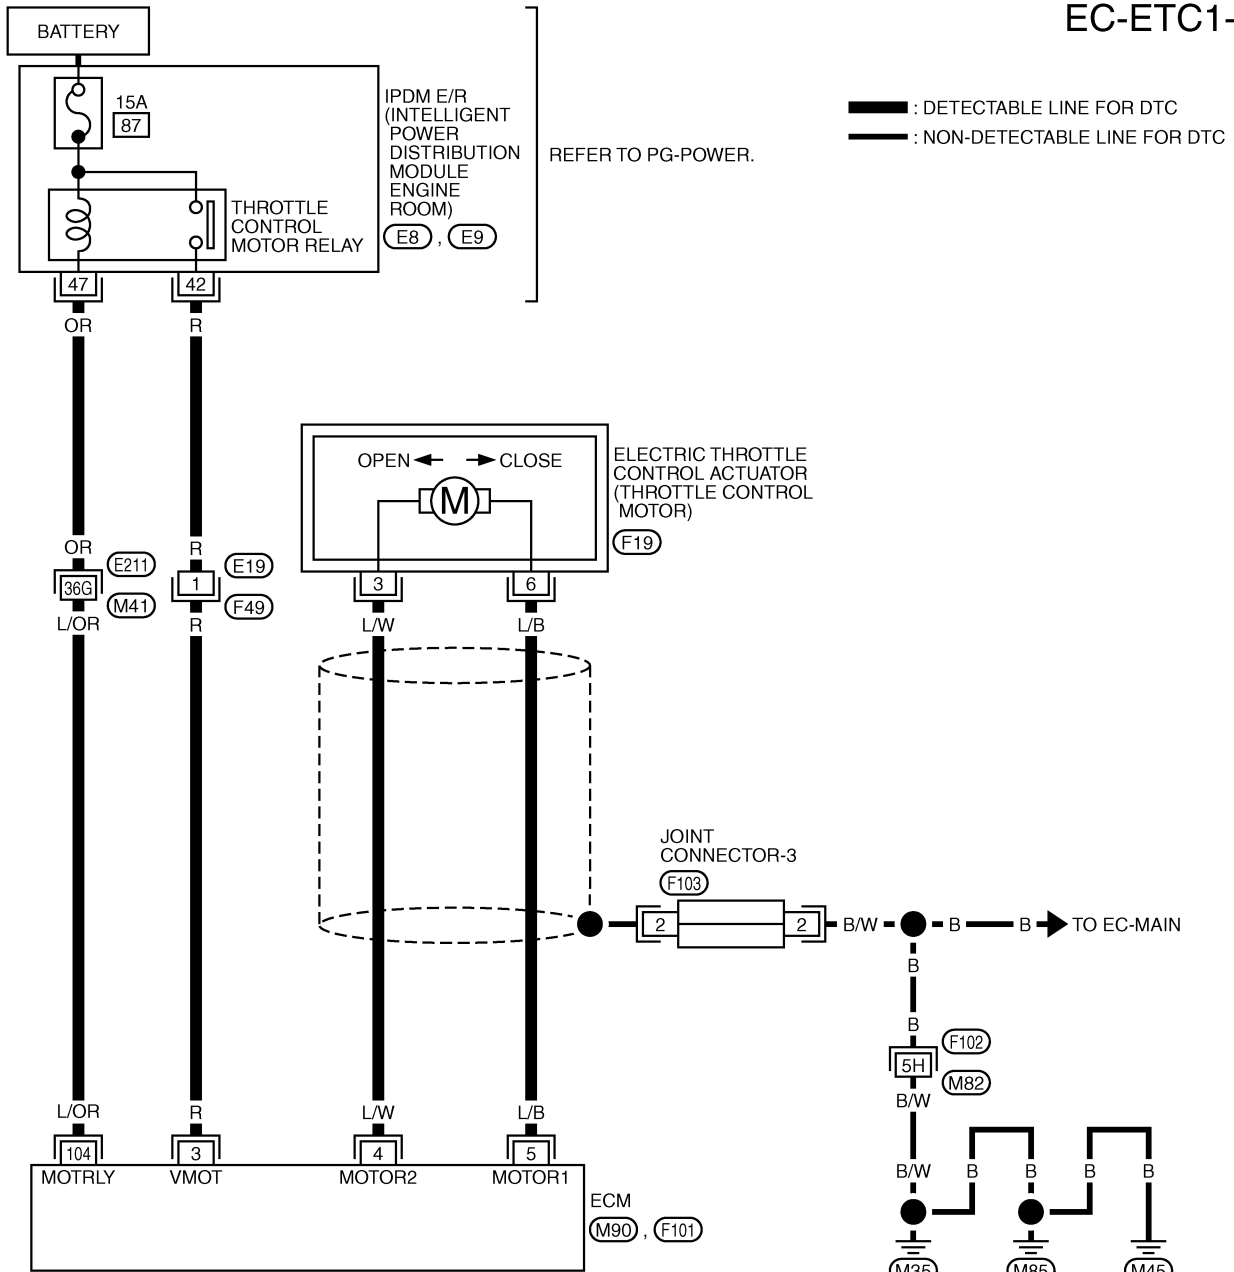 EC-ETC1-
BATTERY
15A
87
IPDM E/R
(INTELLIGENT
POWER
DISTRIBUTION
MODULE
ENGINE
ROOM)
E8 , E9
REFER TO PG-POWER.
: DETECTABLE LINE FOR DTC
: NON-DETECTABLE LINE FOR DTC
THROTTLE
CONTROL
MOTOR RELAY
47 42
OR R
OPEN CLOSE
M
ELECTRIC THROTTLE
CONTROL ACTUATOR
(THROTTLE CONTROL
MOTOR)
F19
OR R
E211 E19
36G 1 3 6
M41 F49
L/OR R L/W L/B
JOINT
CONNECTOR-3
F103
2 2 B/W B B TO EC-MAIN
B
B
F102
5H
M82
B/W
L/OR R L/W L/B
104 3 4 5
MOTRLY VMOT MOTOR2 MOTOR1
B/W B B B B
ECM
M90 , F101
M35 M85 M45